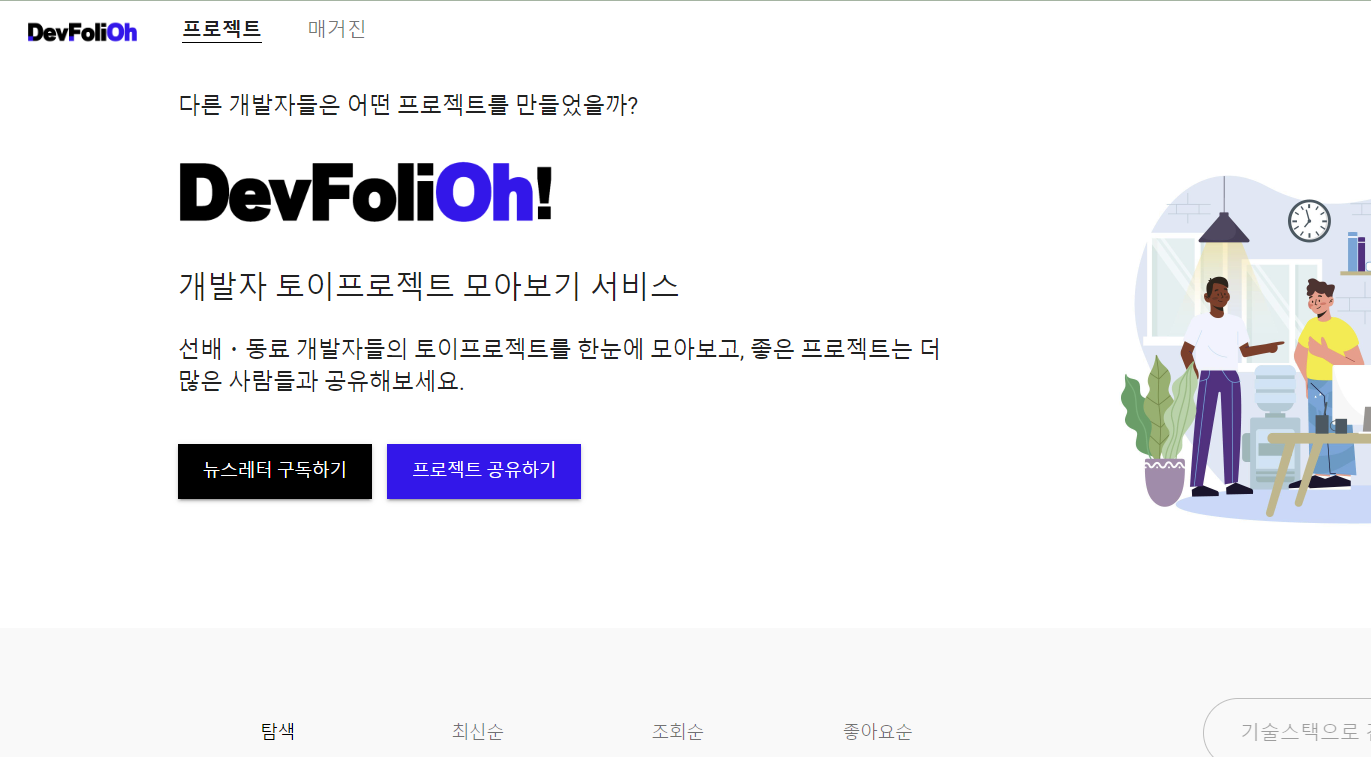 DevFoliOh
프로젝트
매거진
다른 개발자들은 어떤 프로젝트를 만들었을까?
DevFoliOh!
개발자 토이프로젝트 모아보기 서비스
선배・동료 개발자들의 토이프로젝트를 한눈에 모아보고, 좋은 프로젝트는 더
많은 사람들과 공유해보세요.
뉴스레터 구독하기
프로젝트 공유하기
탐색
최신순
조회순
좋아요순
기술스택으로